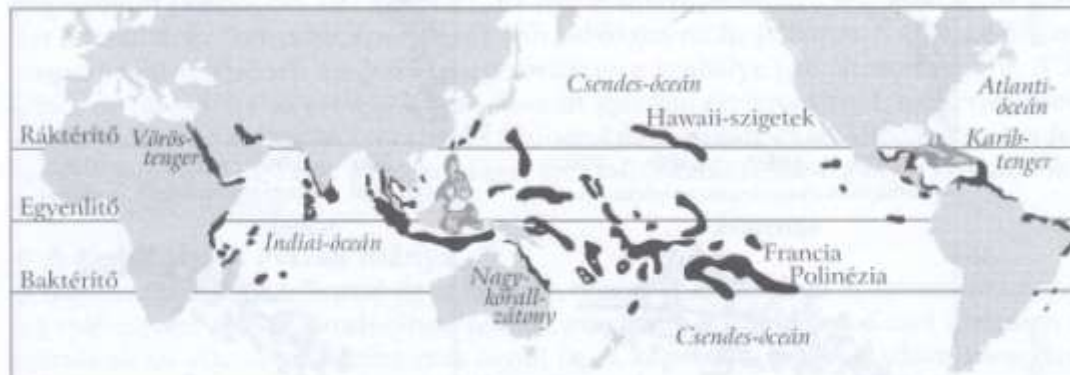 Csendes-óceán
Atlanti-
óceán
Hawaii-szigetek
Ráktérítő
Vörös-
tenger
Karib-
tenger
Egyenlítő
Indiai-óceán
Francia
Polinézia
Baktérítő
Nagy-
korall-
zátony
Csendes-óceán